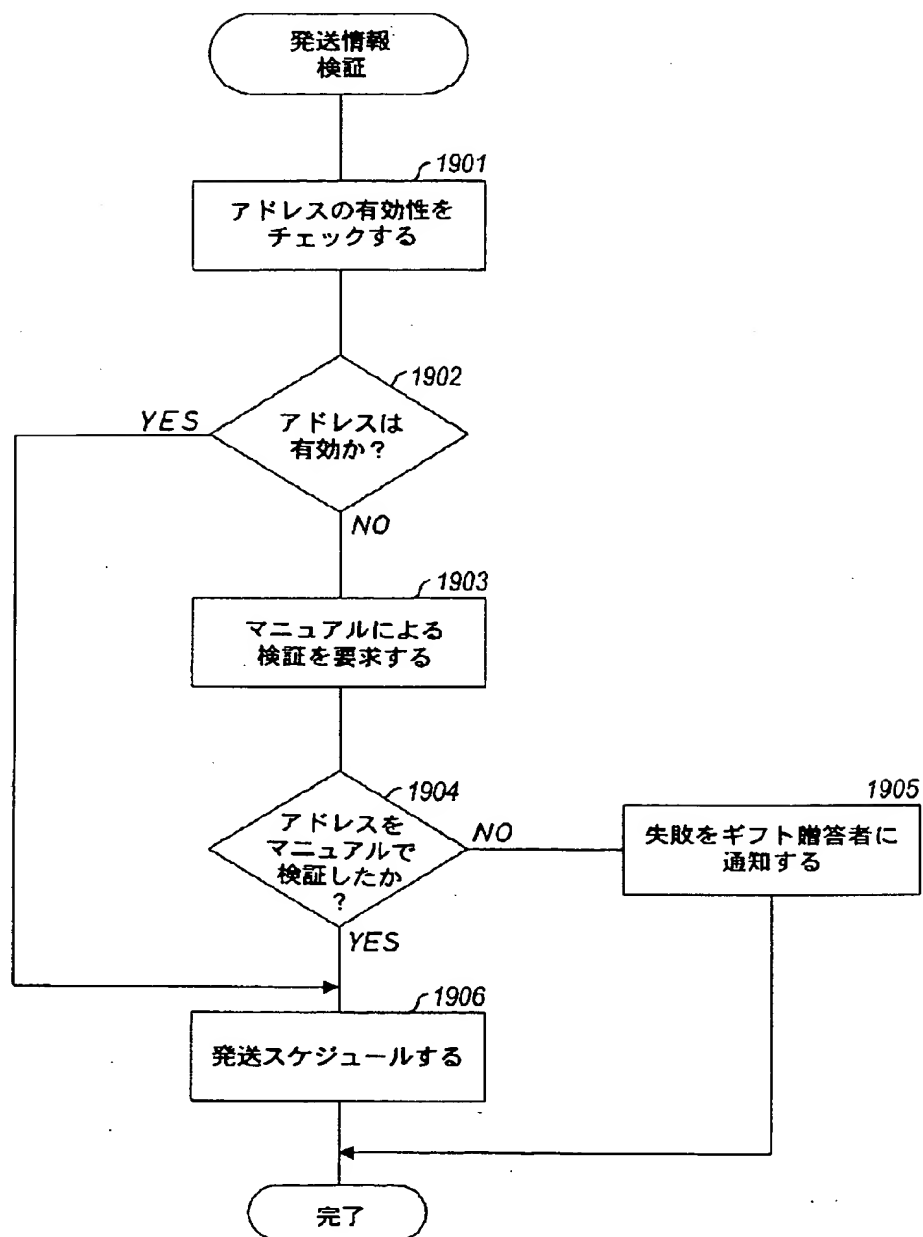 発送情報
検証
1901
アドレスの有効性を
チェックする
1902
YES
アドレスは
有効か?
NO
1903
マニュアルによる
検証を要求する
1904
アドレスを
マニュアルで
検証したか
?
NO
1905
失敗をギフト贈答者に
通知する
YES
1906
発送スケジュールする
完了